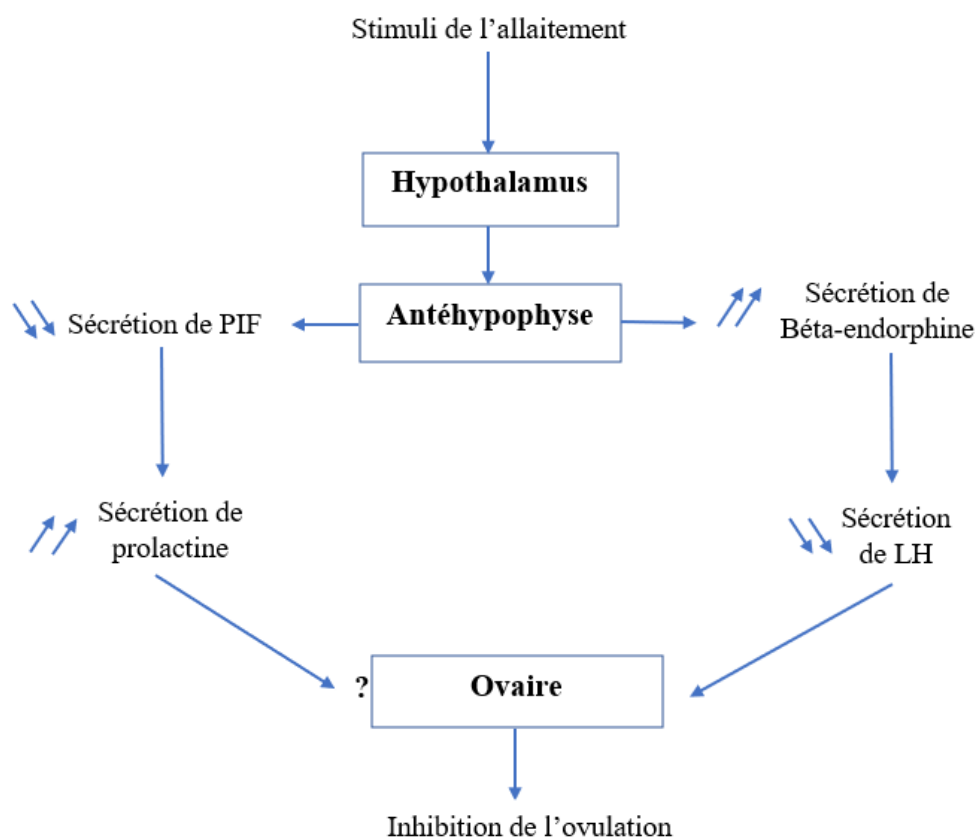 Stimuli de l’allaitement
Hypothalamus
Antéhypophyse
Sécrétion de PIF
Sécrétion de
Béta-endorphine
Sécrétion de
prolactine
Sécrétion
de LH
?
Ovaire
Inhibition de l’ovulation